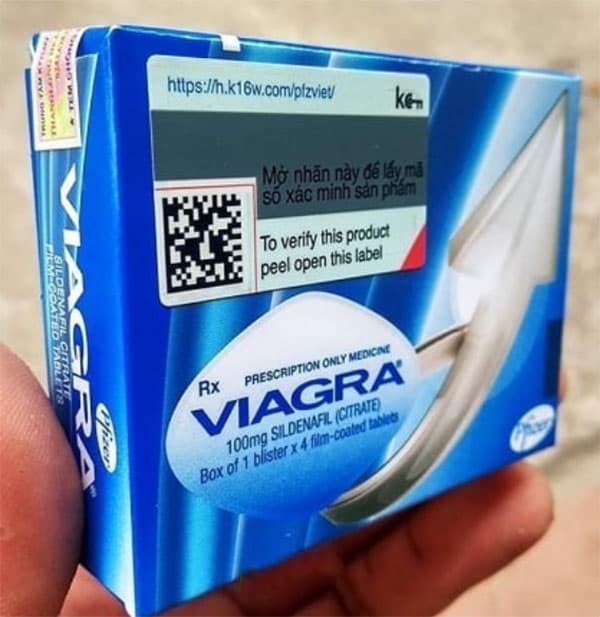 https://h.k16w.com/pfzviet/
Mở nhãn này để lấy mã
số xác minh sản phẩm
To verify this product
peel open this label
Rx
PRESCRIPTION ONLY MEDICINE
VIAGRA®
100mg SILDENAFIL (CITRATE)
Box of 1 blister x 4 film-coated tablets
Pfizer
VIAGRA®
SILDENAFIL CITRATE
FILM-COATED TABLETS
Pfizer